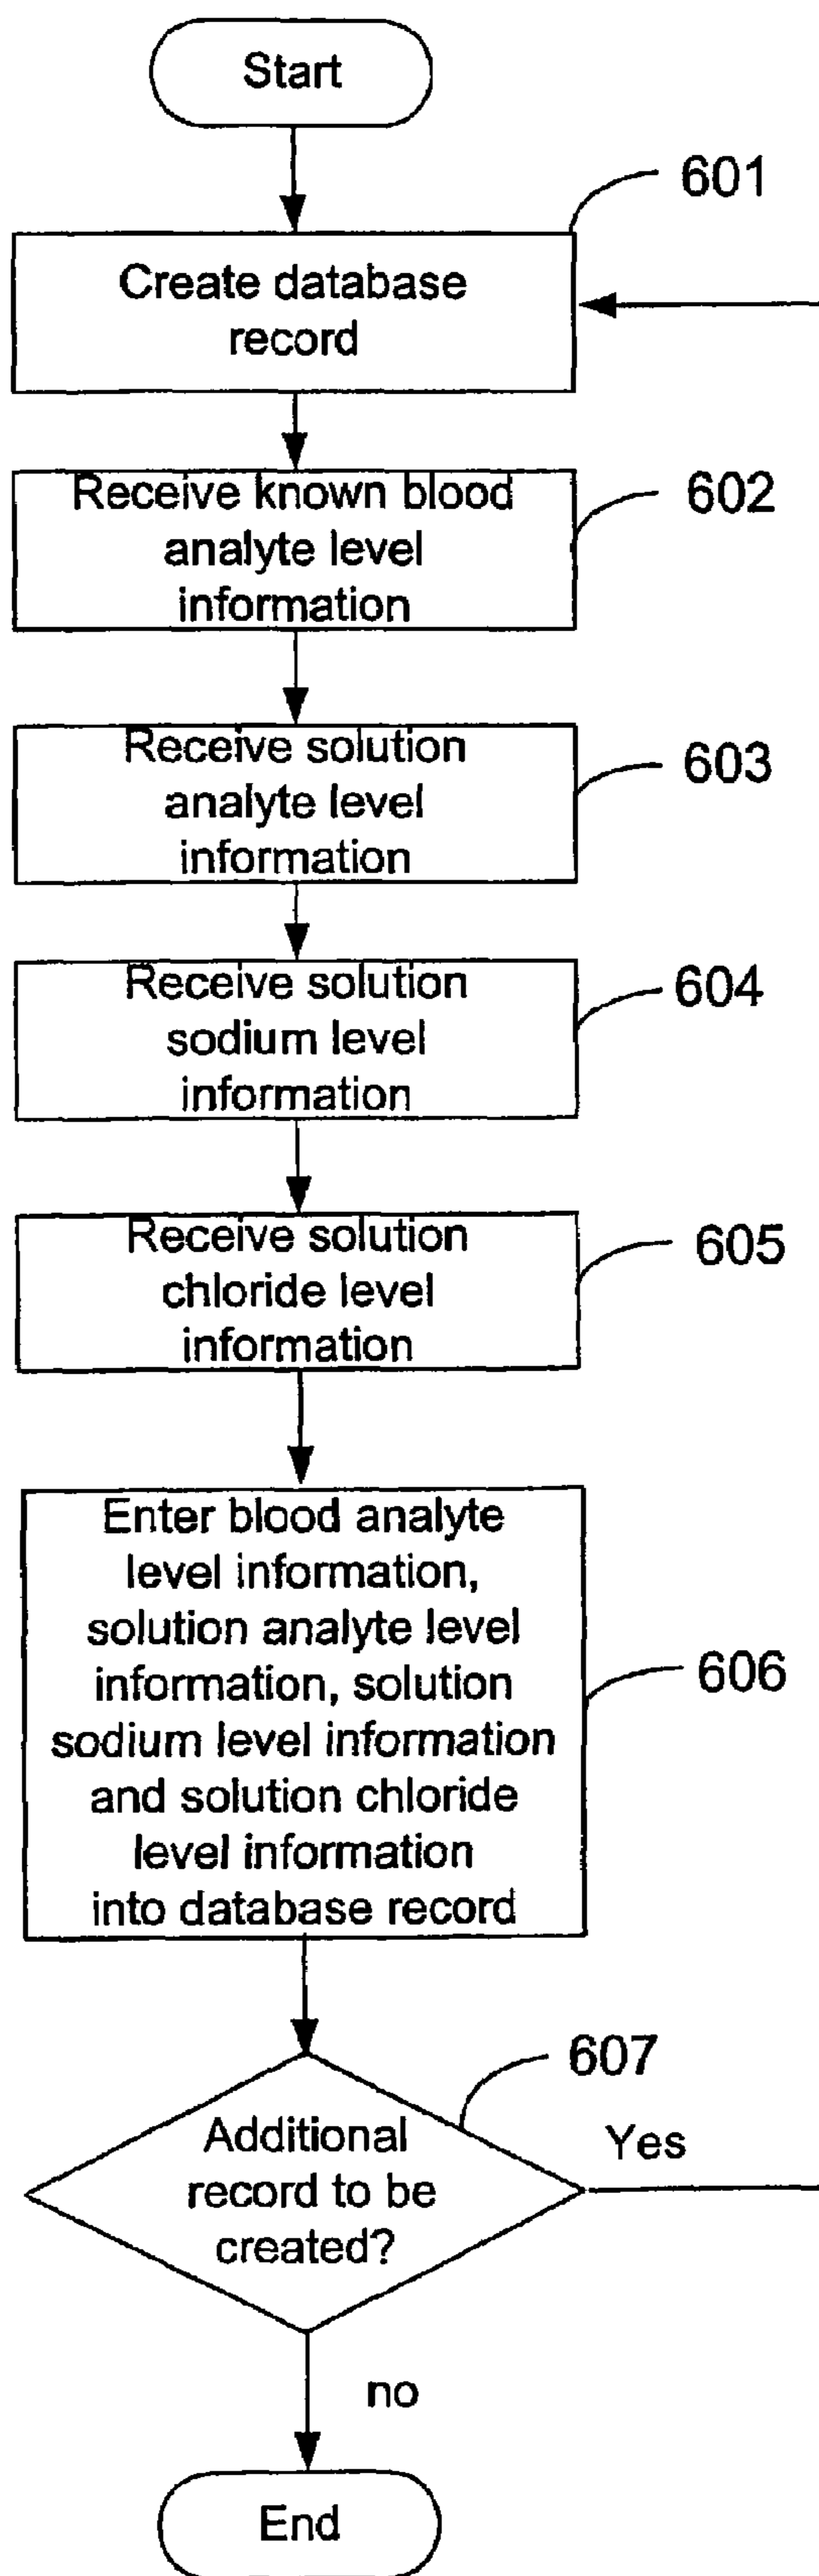 Start
601
Create database
record
602
Receive known blood
analyte level
information
603
Receive solution
analyte level
information
604
Receive solution
sodium level
information
605
Receive solution
chloride level
information
606
Enter blood analyte
level information,
solution analyte level
information, solution
sodium level information
and solution chloride
level information
into database record
607
Additional
record to be
created?
Yes
no
End